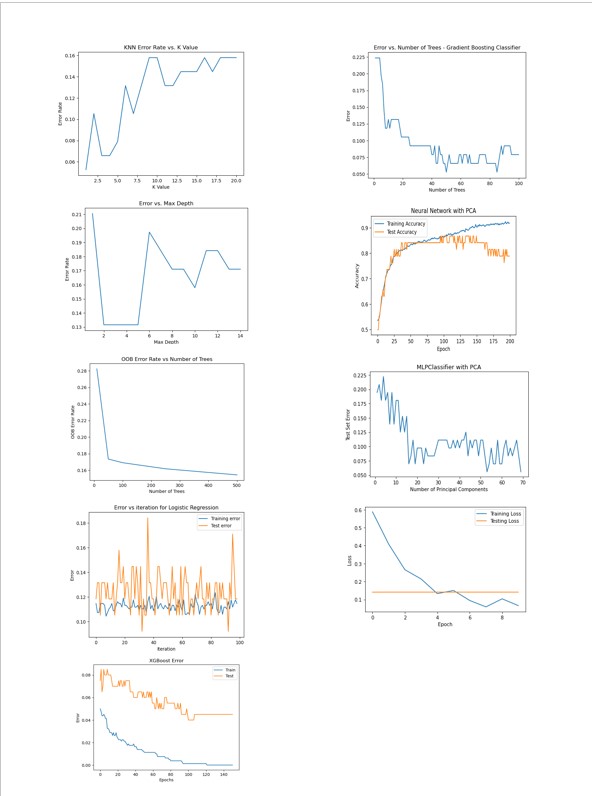 KNN Error Rate vs. K Value
Error Rate
0.16
0.14
0.12
0.10
0.08
0.06
2.5 5.0 7.5 10.0 12.5 15.0 17.5 20.0
K Value
Error vs. Number of Trees - Gradient Boosting Classifier
Error
0.225
0.200
0.175
0.150
0.125
0.100
0.075
0.050
0 20 40 60 80 100
Number of Trees
Error vs. Max Depth
Error Rate
0.21
0.20
0.19
0.18
0.17
0.16
0.15
0.14
0.13
2 4 6 8 10 12 14
Max Depth
Neural Network with PCA
Training Accuracy
Test Accuracy
Accuracy
0.9
0.8
0.7
0.6
0.5
0 25 50 75 100 125 150 175 200
Epoch
OOB Error Rate vs Number of Trees
OOB Error Rate
0.28
0.26
0.24
0.22
0.20
0.18
0.16
0 100 200 300 400 500
Number of Trees
MLPClassifier with PCA
Test Set Error
0.225
0.200
0.175
0.150
0.125
0.100
0.075
0.050
0 10 20 30 40 50 60 70
Number of Principal Components
Error vs iteration for Logistic Regression
Training error
Test error
Error
0.18
0.16
0.14
0.12
0.10
0 20 40 60 80 100
Iteration
Training Loss
Testing Loss
Loss
0.6
0.5
0.4
0.3
0.2
0.1
0 2 4 6 8
Epoch
XGBoost Error
Train
Test
Error
0.08
0.06
0.04
0.02
0.00
0 20 40 60 80 100 120 140
Epochs